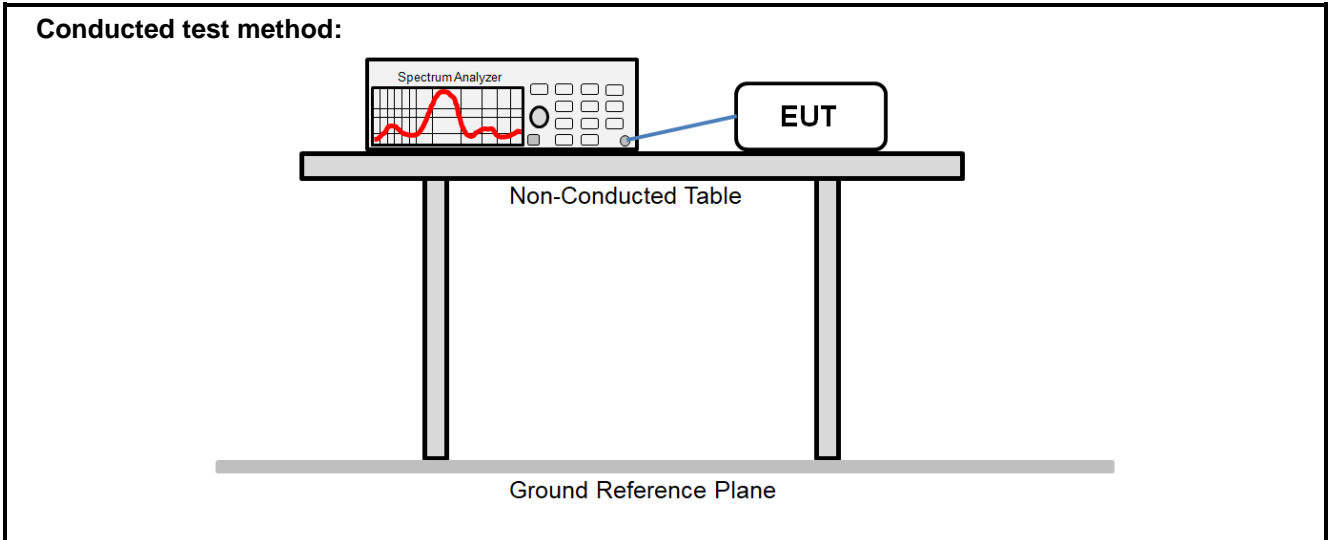 Conducted test method:
Spectrum Analyzer
EUT
Non-Conducted Table
Ground Reference Plane